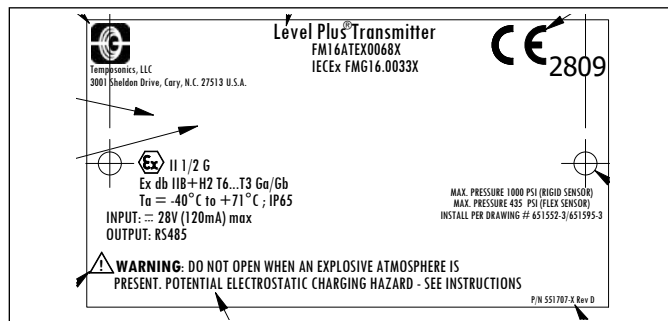 Level Plus® Transmitter
FM16ATEX0068X
IECEx FMG16.0033X
CE 2809
Temposonics, LLC
3001 Sheldon Drive, Cary, N.C. 27513 U.S.A.
Ex II 1/2 G
Ex db IIB+H2 T6...T3 Ga/Gb
Ta = -40°C to +71°C ; IP65
INPUT: ⎓ 28V (120mA) max
OUTPUT: RS485
MAX. PRESSURE 1000 PSI (RIGID SENSOR)
MAX. PRESSURE 435 PSI (FLEX SENSOR)
INSTALL PER DRAWING # 651552-3/651595-3
WARNING: DO NOT OPEN WHEN AN EXPLOSIVE ATMOSPHERE IS
PRESENT. POTENTIAL ELECTROSTATIC CHARGING HAZARD - SEE INSTRUCTIONS
P/N 551707-X Rev D